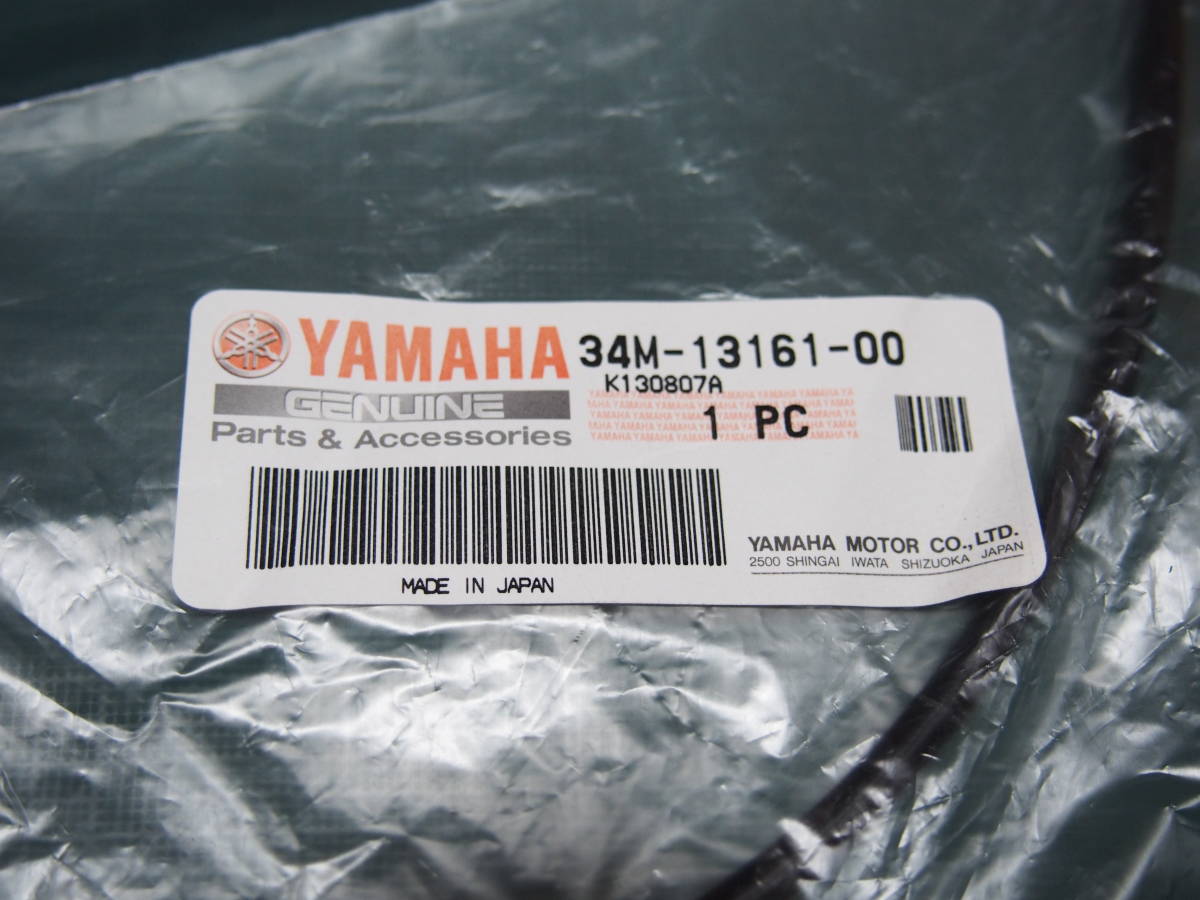 YAMAHA 34M-13161-00
K130807A
GENUINE
1 PC
Parts & Accessories
MADE IN JAPAN
YAMAHA MOTOR CO., LTD.
2500 SHINGAI IWATA SHIZUOKA JAPAN